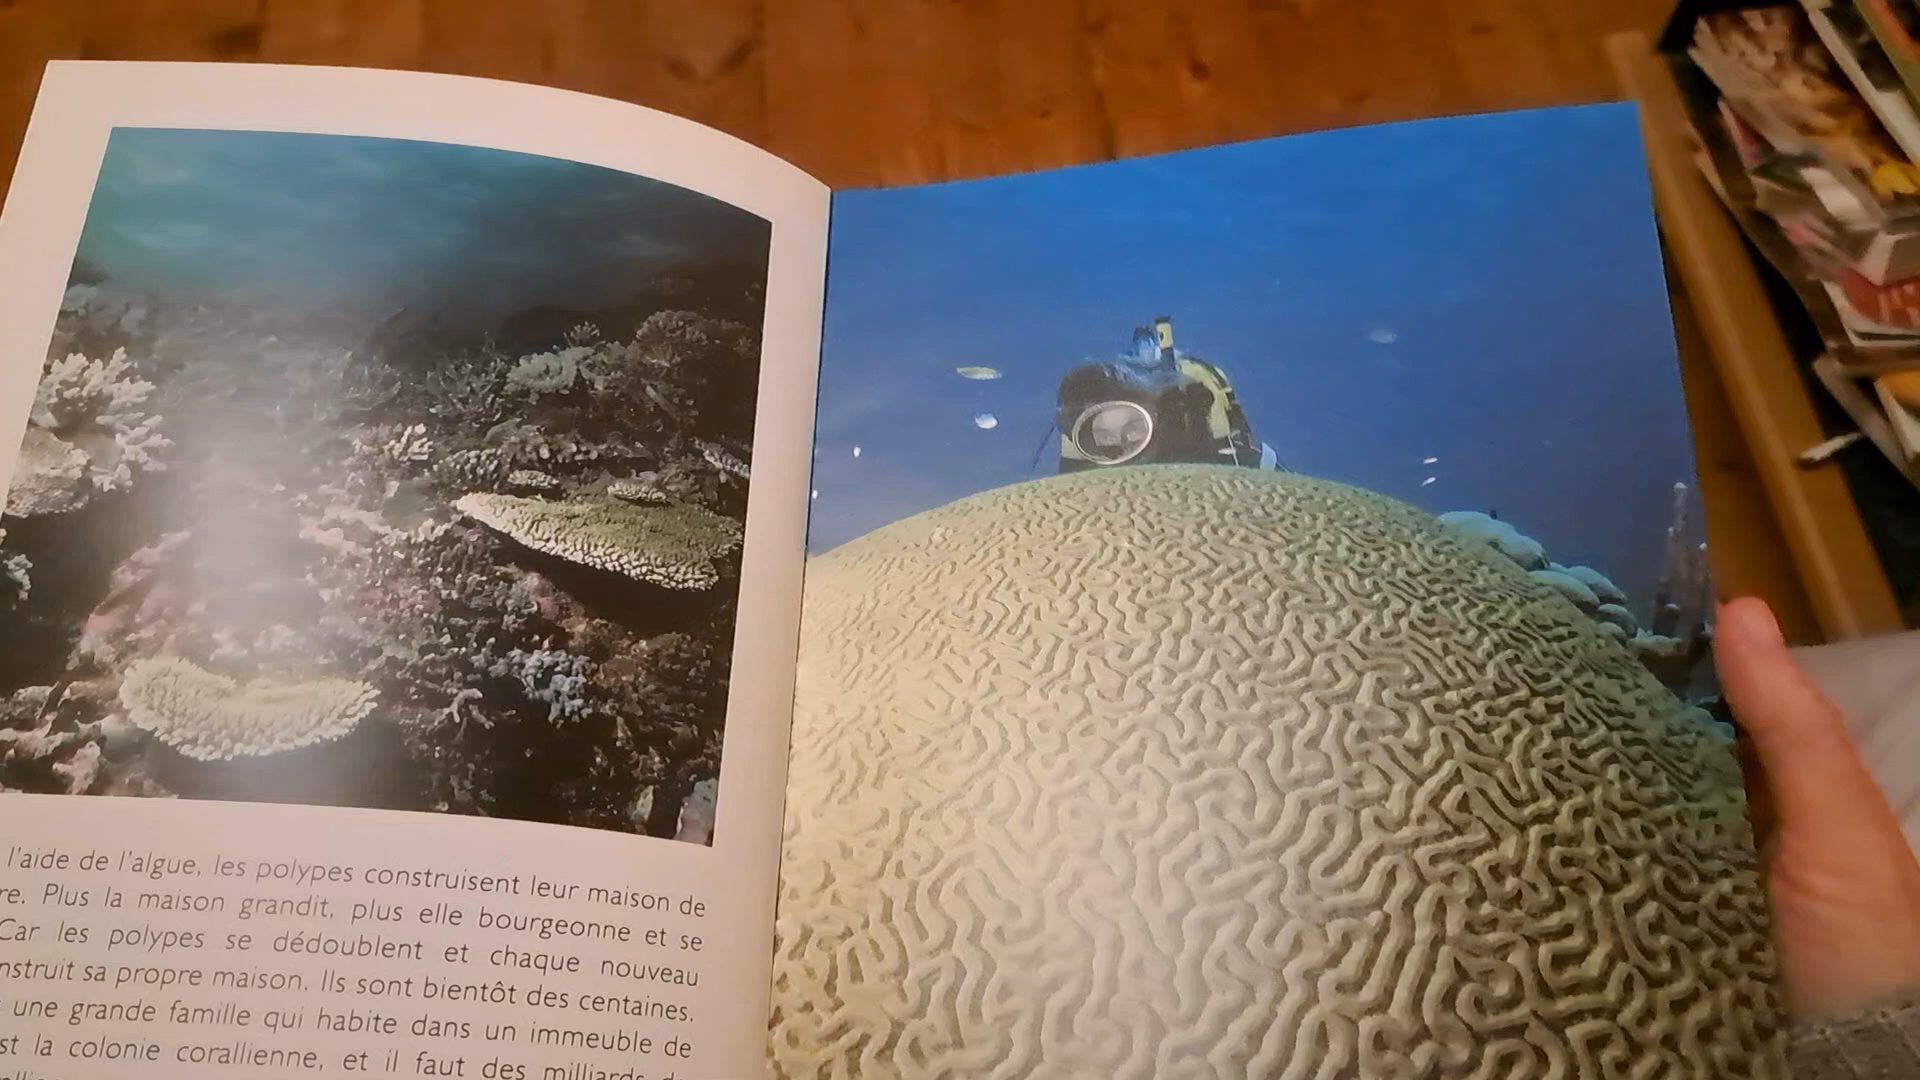 l'aide de l'algue, les polypes construisent leur maison de
re. Plus la maison grandit, plus elle bourgeonne et se
Car les polypes se dédoublent et chaque nouveau
nstruit sa propre maison. Ils sont bientôt des centaines.
une grande famille qui habite dans un immeuble de
st la colonie corallienne, et il faut des milliards